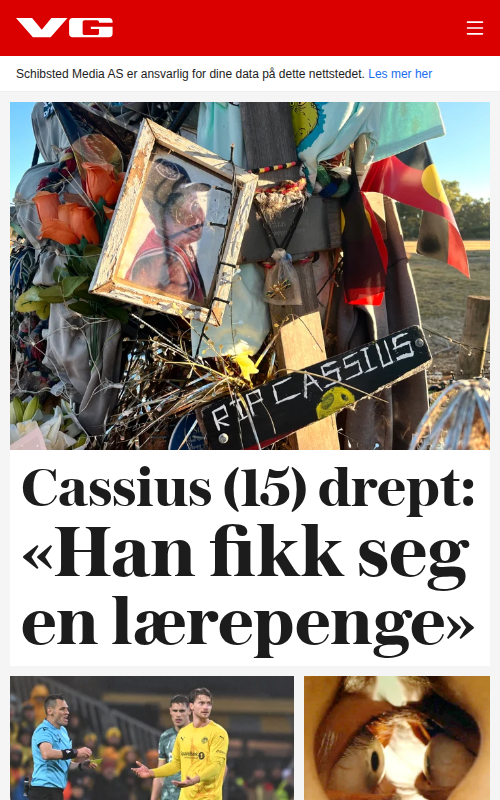 VG
Schibsted Media AS er ansvarlig for dine data på dette nettstedet. Les mer her
RIP CASSIUS
Cassius (15) drept:
«Han fikk seg
en lærepenge»